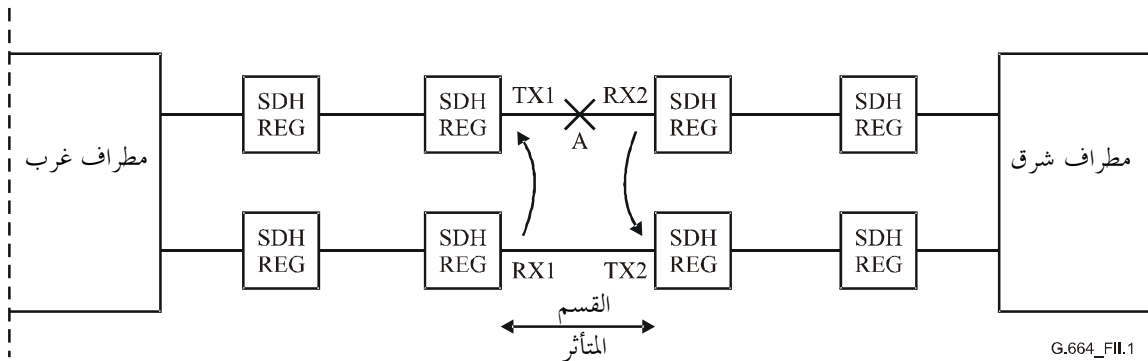 SDH
REG
SDH
REG
TX1
RX2
A
SDH
REG
SDH
REG
مطراف غرب
مطراف شرق
SDH
REG
SDH
REG
RX1
TX2
SDH
REG
SDH
REG
القسم
المتأثر
G.664_FII.1